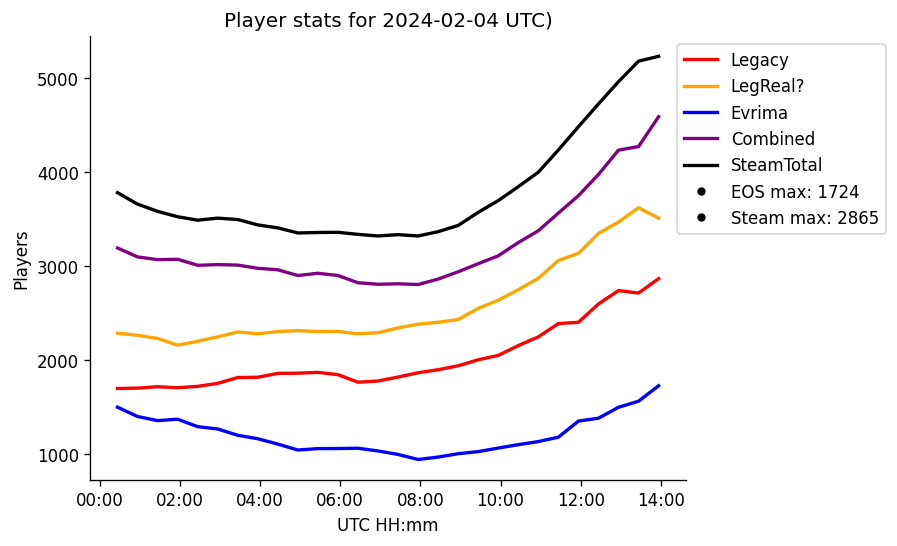 Player stats for 2024-02-04 UTC)
Legacy
LegReal?
Evrima
Combined
SteamTotal
EOS max: 1724
Steam max: 2865
Players
5000
4000
3000
2000
1000
00:00 02:00 04:00 06:00 08:00 10:00 12:00 14:00
UTC HH:mm